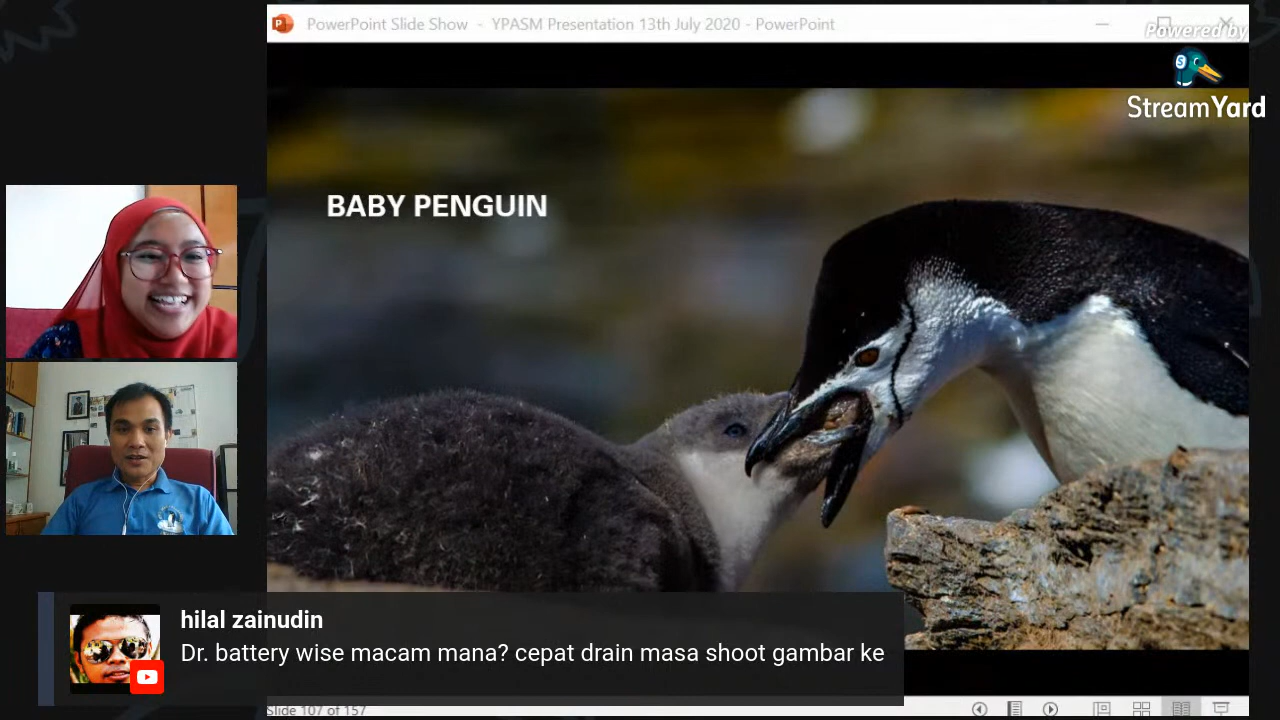 PowerPoint Slide Show - YPASM Presentation 13th July 2020 - PowerPoint
Powered by
StreamYard
BABY PENGUIN
hilal zainudin
Dr. battery wise macam mana? cepat drain masa shoot gambar ke
Slide 107 of 157